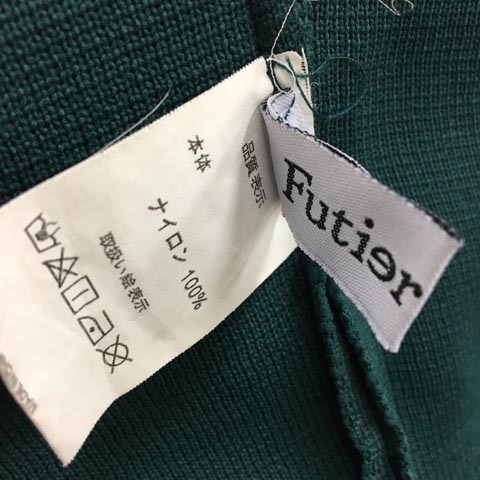 品質表示
本体
ナイロン 100%
取扱い絵表示
Futier